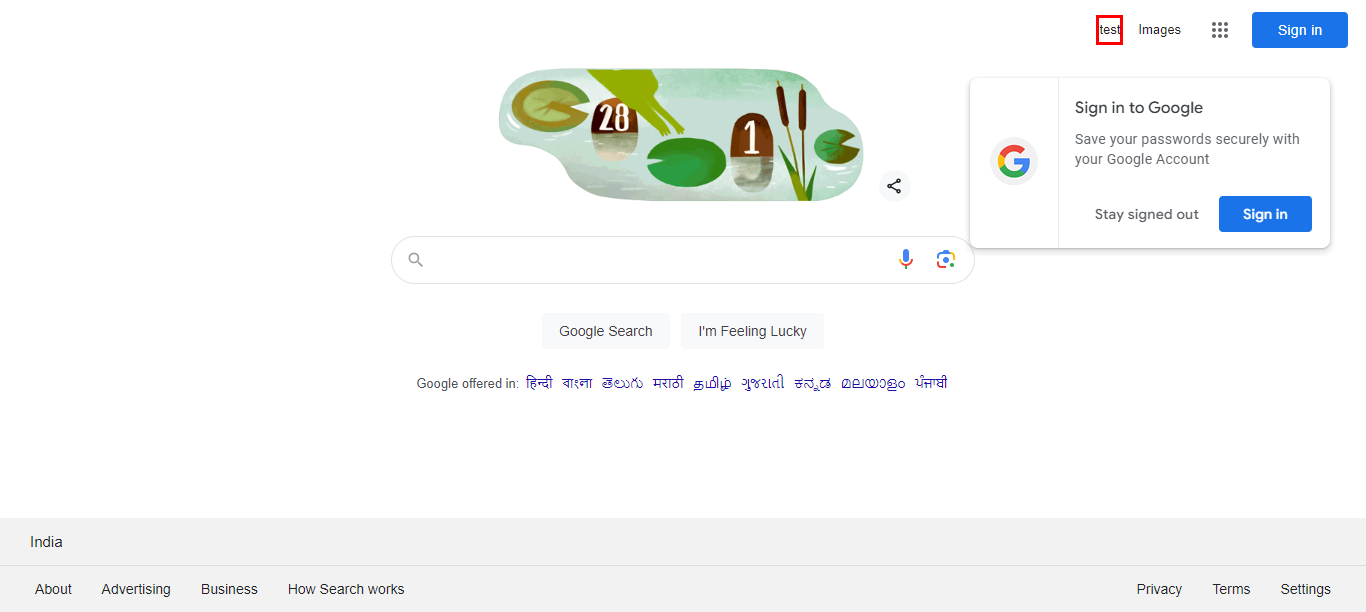 test Images Sign in
28 1
Sign in to Google
Save your passwords securely with
your Google Account
Stay signed out Sign in
Google Search I'm Feeling Lucky
Google offered in: हिन्दी বাংলা తెలుగు मराठी தமிழ் ગુજરાતી ಕನ್ನಡ മലയാളം ਪੰਜਾਬੀ
India
About Advertising Business How Search works Privacy Terms Settings